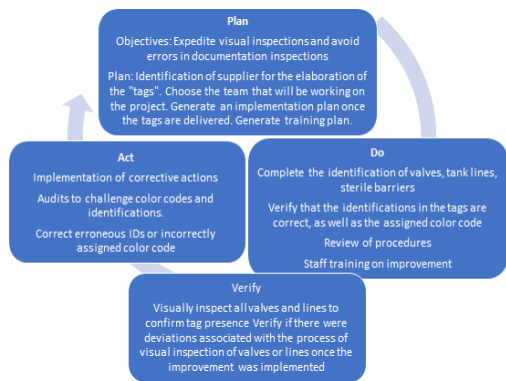 Plan
Objectives: Expedite visual inspections and avoid
errors in documentation inspections
Plan: Identification of supplier for the elaboration of
the "tags". Choose the team that will be working on
the project. Generate an implementation plan once
the tags are delivered. Generate training plan.
Do
Complete the identification of valves, tank lines,
sterile barriers
Verify that the identifications in the tags are
correct, as well as the assigned color code
Review of procedures
Staff training on improvement
Verify
Visually inspect all valves and lines to
confirm tag presence Verify if there were
deviations associated with the process of
visual inspection of valves or lines once the
improvement was implemented
Act
Implementation of corrective actions
Audits to challenge color codes and
identifications.
Correct erroneous IDs or incorrectly
assigned color code